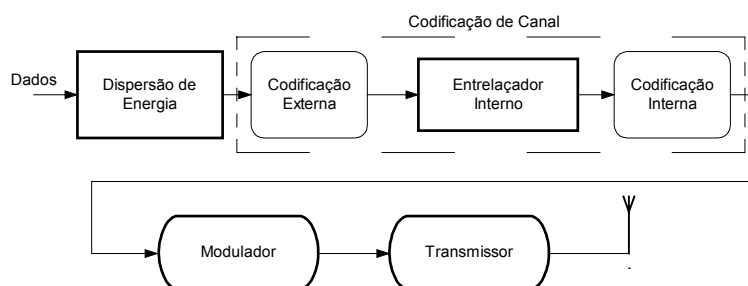 Codificação de Canal
Dados
Dispersão de
Energia
Codificação
Externa
Entrelaçador
Interno
Codificação
Interna
Modulador
Transmissor